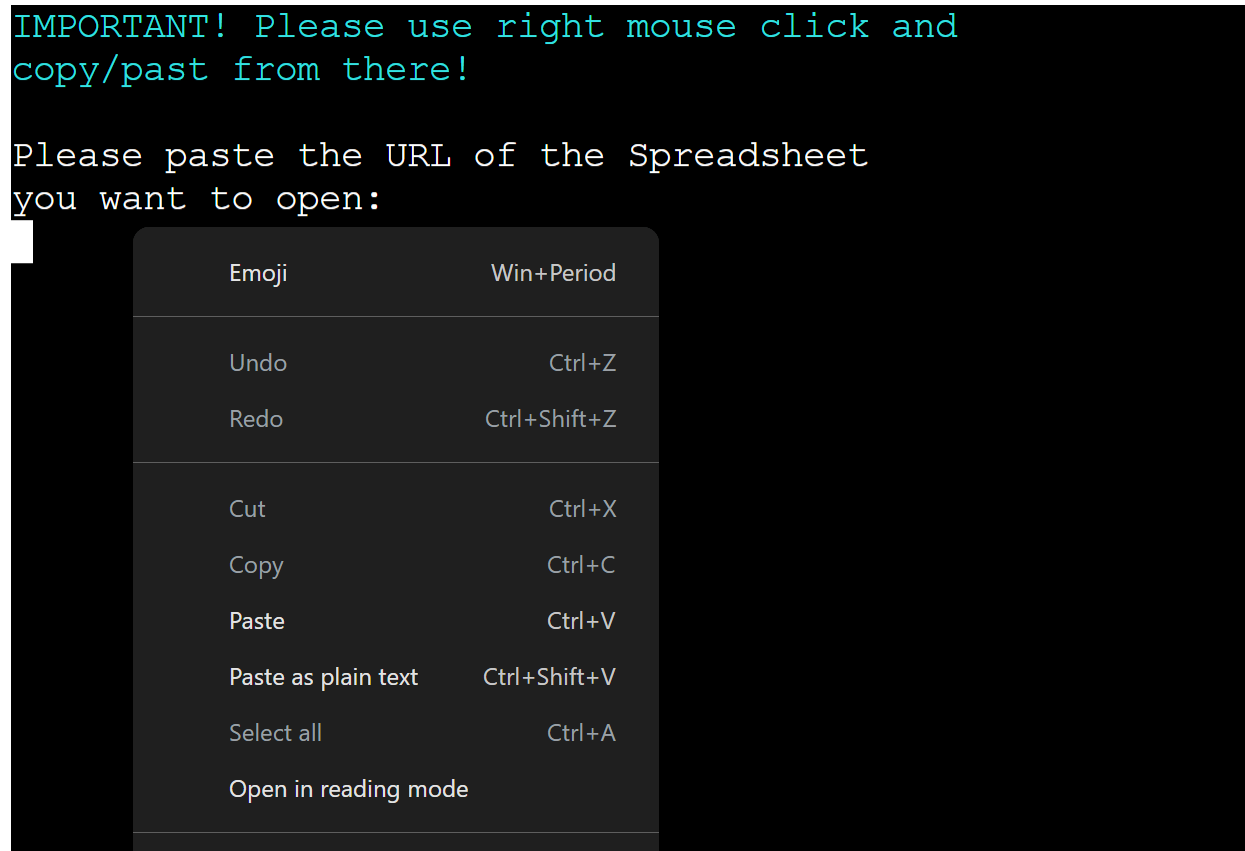 IMPORTANT! Please use right mouse click and
copy/past from there!
Please paste the URL of the Spreadsheet
you want to open:
Emoji Win+Period
Undo Ctrl+Z
Redo Ctrl+Shift+Z
Cut Ctrl+X
Copy Ctrl+C
Paste Ctrl+V
Paste as plain text Ctrl+Shift+V
Select all Ctrl+A
Open in reading mode